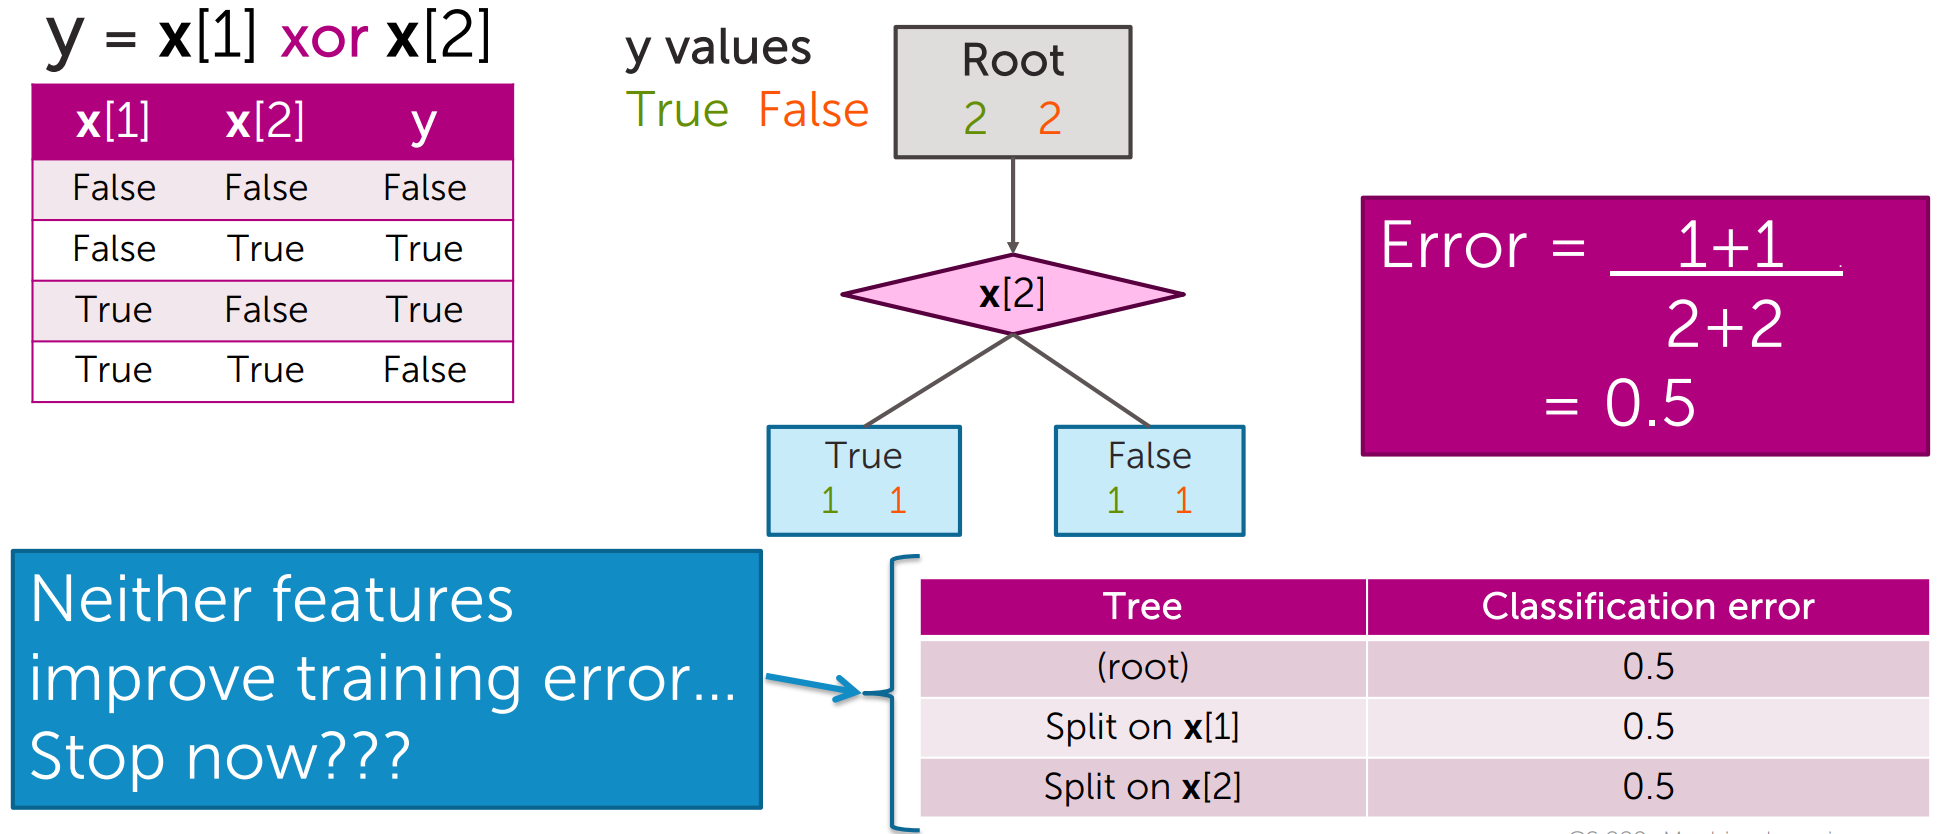 y = x[1] xor x[2]
x[1] x[2] y
False False False
False True True
True False True
True True False
y values
True False
Root
2 2
x[2]
True
1 1
False
1 1
Error = 1+1
2+2
= 0.5
Neither features
improve training error...
Stop now???
Tree Classification error
(root) 0.5
Split on x[1] 0.5
Split on x[2] 0.5